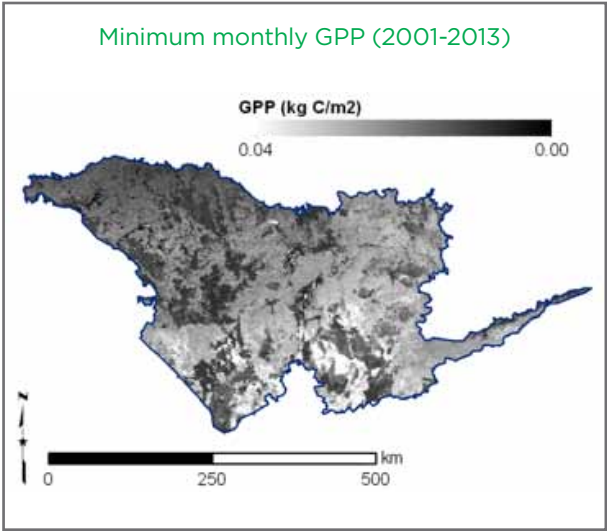 Minimum monthly GPP (2001-2013)
GPP (kg C/m2)
0.04 0.00
N
km
0 250 500